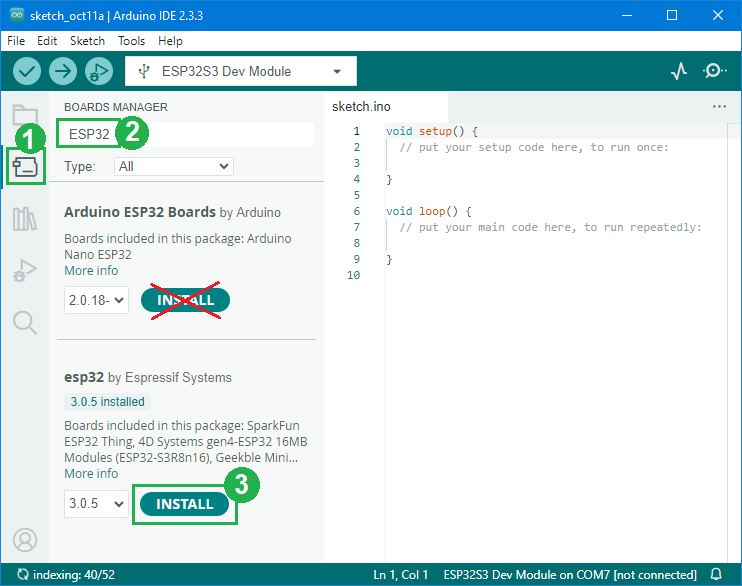 sketch_oct11a | Arduino IDE 2.3.3
File Edit Sketch Tools Help
ESP32S3 Dev Module
BOARDS MANAGER
ESP32
2
1
Type: All
Arduino ESP32 Boards by Arduino
Boards included in this package: Arduino
Nano ESP32
More info
2.0.18- INSTALL
esp32 by Espressif Systems
3.0.5 installed
Boards included in this package: SparkFun
ESP32 Thing, 4D Systems gen4-ESP32 16MB
Modules (ESP32-S3R8n16), Geekble Mini...
More info
3
3.0.5 INSTALL
sketch.ino
1 void setup() {
2 // put your setup code here, to run once:
3
4 }
5
6 void loop() {
7 // put your main code here, to run repeatedly:
8
9 }
10
indexing: 40/52
Ln 1, Col 1 ESP32S3 Dev Module on COM7 [not connected]